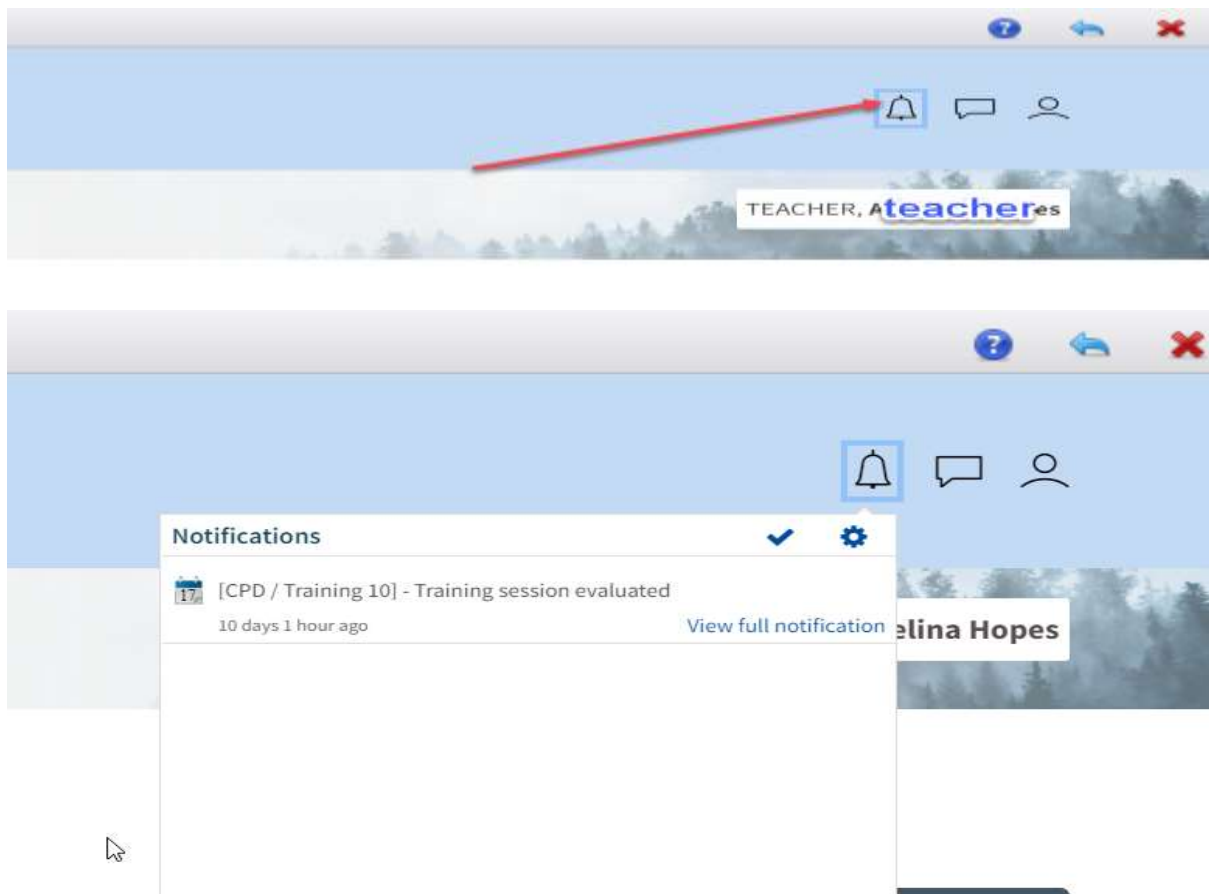 ?
TEACHER, Ateacheres
?
Notifications
17
[CPD / Training 10] - Training session evaluated
10 days 1 hour ago View full notification
elina Hopes